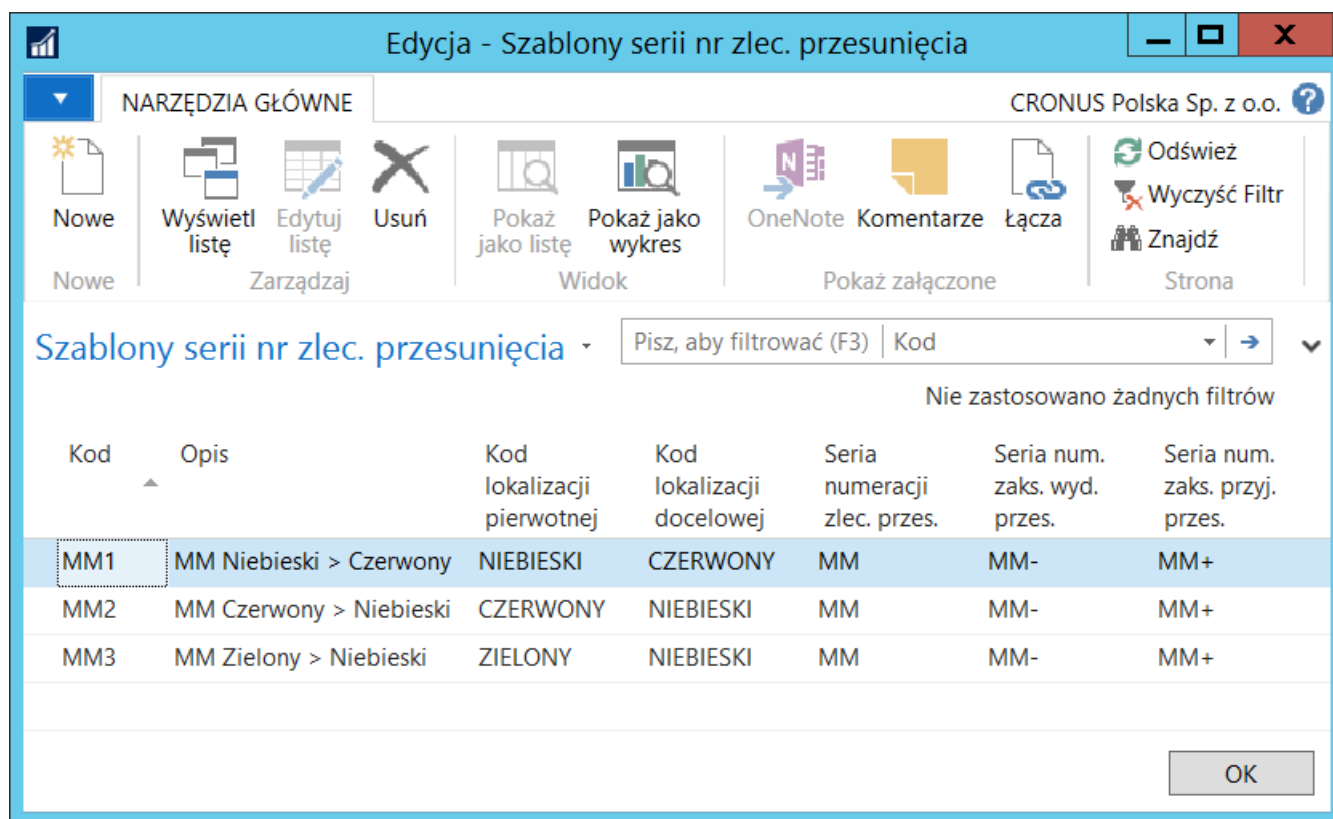 Edycja - Szablony serii nr zlec. przesunięcia
NARZĘDZIA GŁÓWNE
CRONUS Polska Sp. z o.o.
Nowe
Wyświetl listę
Edytuj listę
Usuń
Pokaż jako listę
Pokaż jako wykres
OneNote
Komentarze
Łącza
Odśwież
Wyczyść Filtr
Znajdź
Nowe
Zarządzaj
Widok
Pokaż załączone
Strona
Szablony serii nr zlec. przesunięcia
Pisz, aby filtrować (F3) Kod
Nie zastosowano żadnych filtrów
Kod Opis Kod lokalizacji pierwotnej Kod lokalizacji docelowej Seria numeracji zlec. przes. Seria num. zaks. wyd. przes. Seria num. zaks. przyj. przes.
MM1 MM Niebieski > Czerwony NIEBIESKI CZERWONY MM MM- MM+
MM2 MM Czerwony > Niebieski CZERWONY NIEBIESKI MM MM- MM+
MM3 MM Zielony > Niebieski ZIELONY NIEBIESKI MM MM- MM+
OK